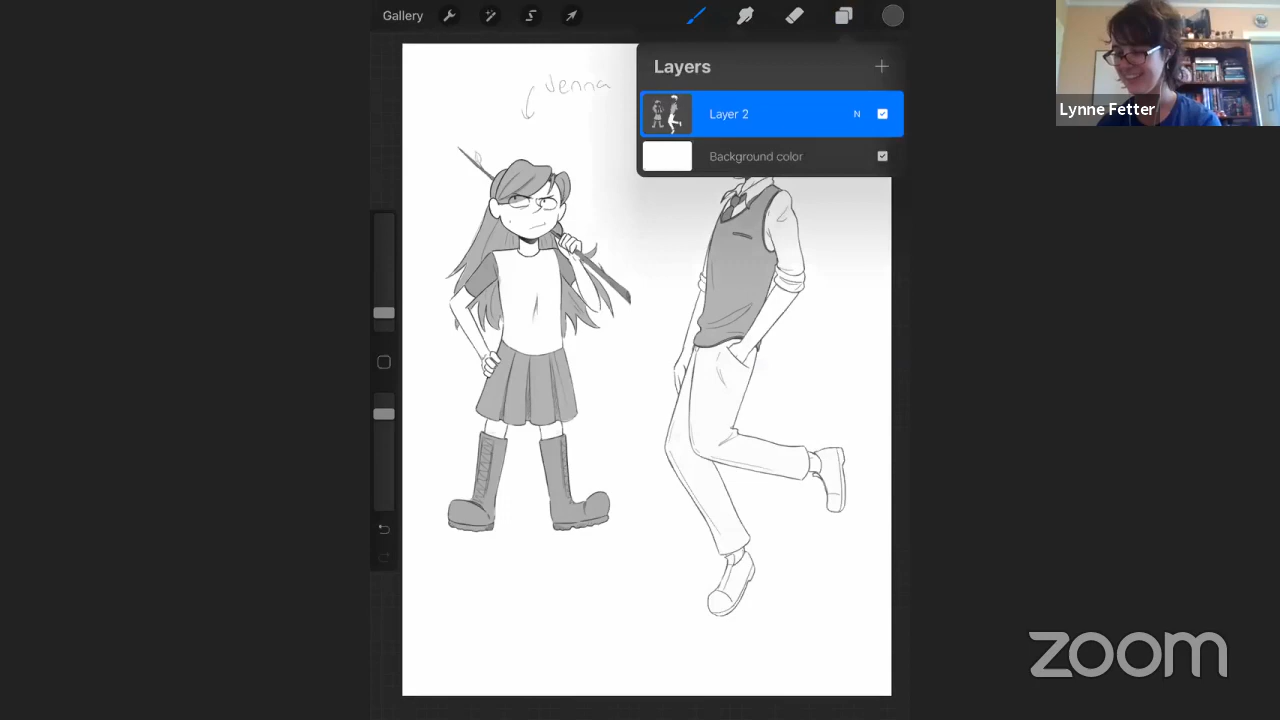 Gallery
Layers
Layer 2
N
Background color
Jenna
Lynne Fetter
zoom